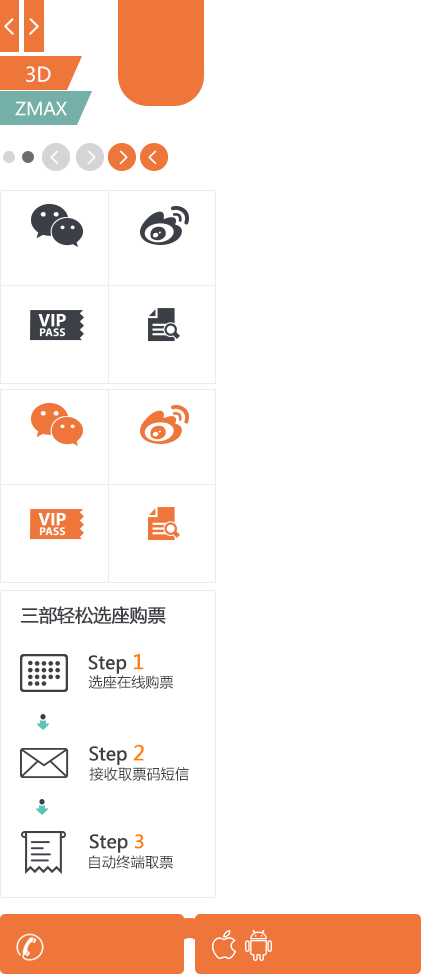 3D
ZMAX
VIP
PASS
VIP
PASS
三部轻松选座购票
Step 1
选座在线购票
Step 2
接收取票码短信
Step 3
自动终端取票